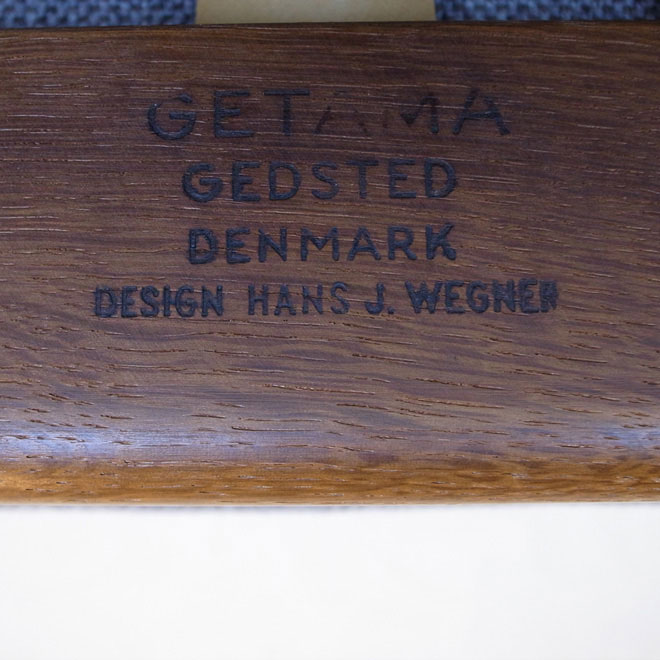 GETAMA
GEDSTED
DENMARK
DESIGN HANS J. WEGNER